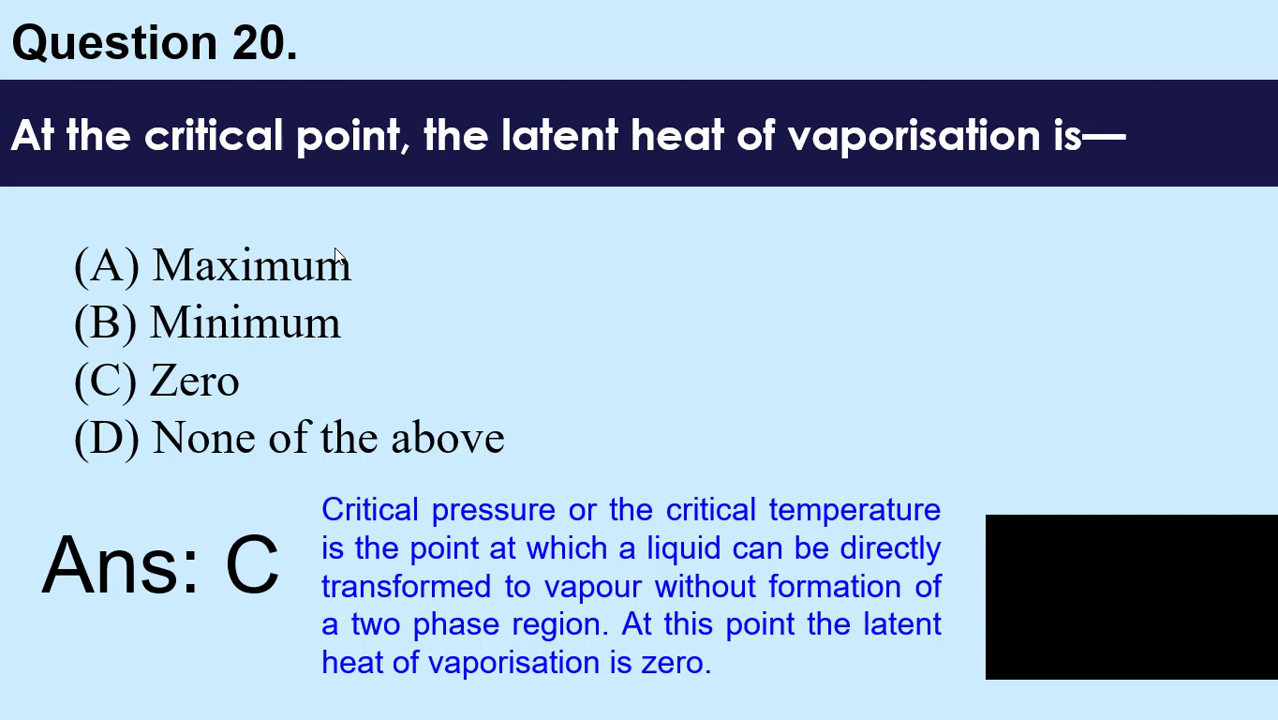 Question 20.
At the critical point, the latent heat of vaporisation is—
(A) Maximum
(B) Minimum
(C) Zero
(D) None of the above
Ans: C
Critical pressure or the critical temperature
is the point at which a liquid can be directly
transformed to vapour without formation of
a two phase region. At this point the latent
heat of vaporisation is zero.